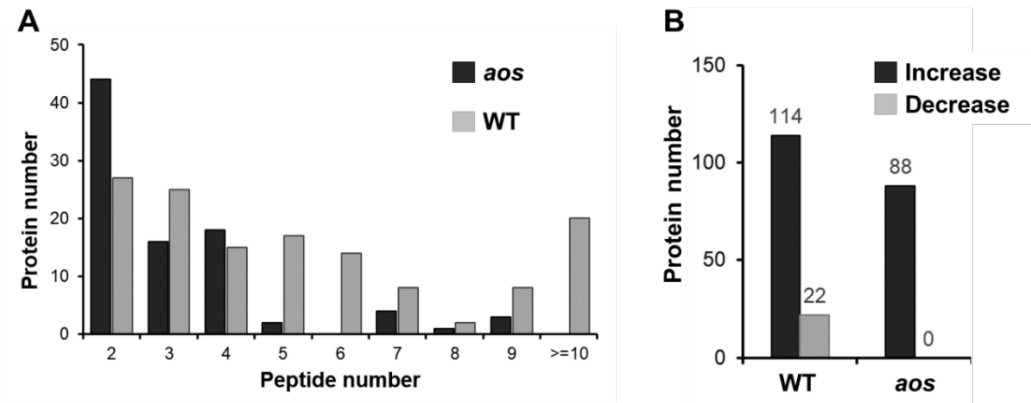 A
50
40
30
20
10
0
Protein number
aos
WT
2 3 4 5 6 7 8 9 >=10
Peptide number
B
150
100
50
0
Protein number
Increase
Decrease
114
88
22
0
WT aos